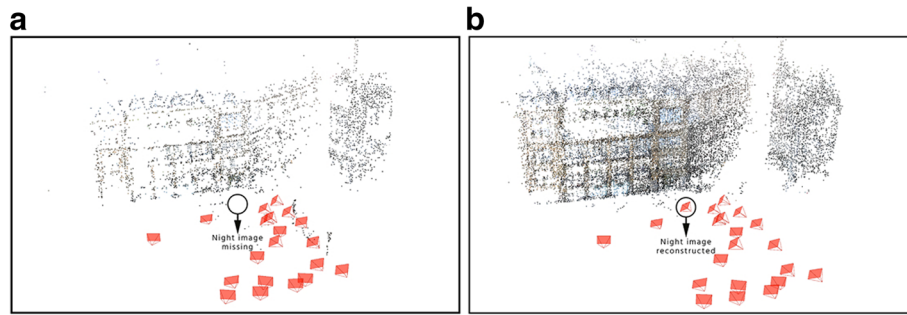 a
b
Night image
missing
Night image
reconstructed